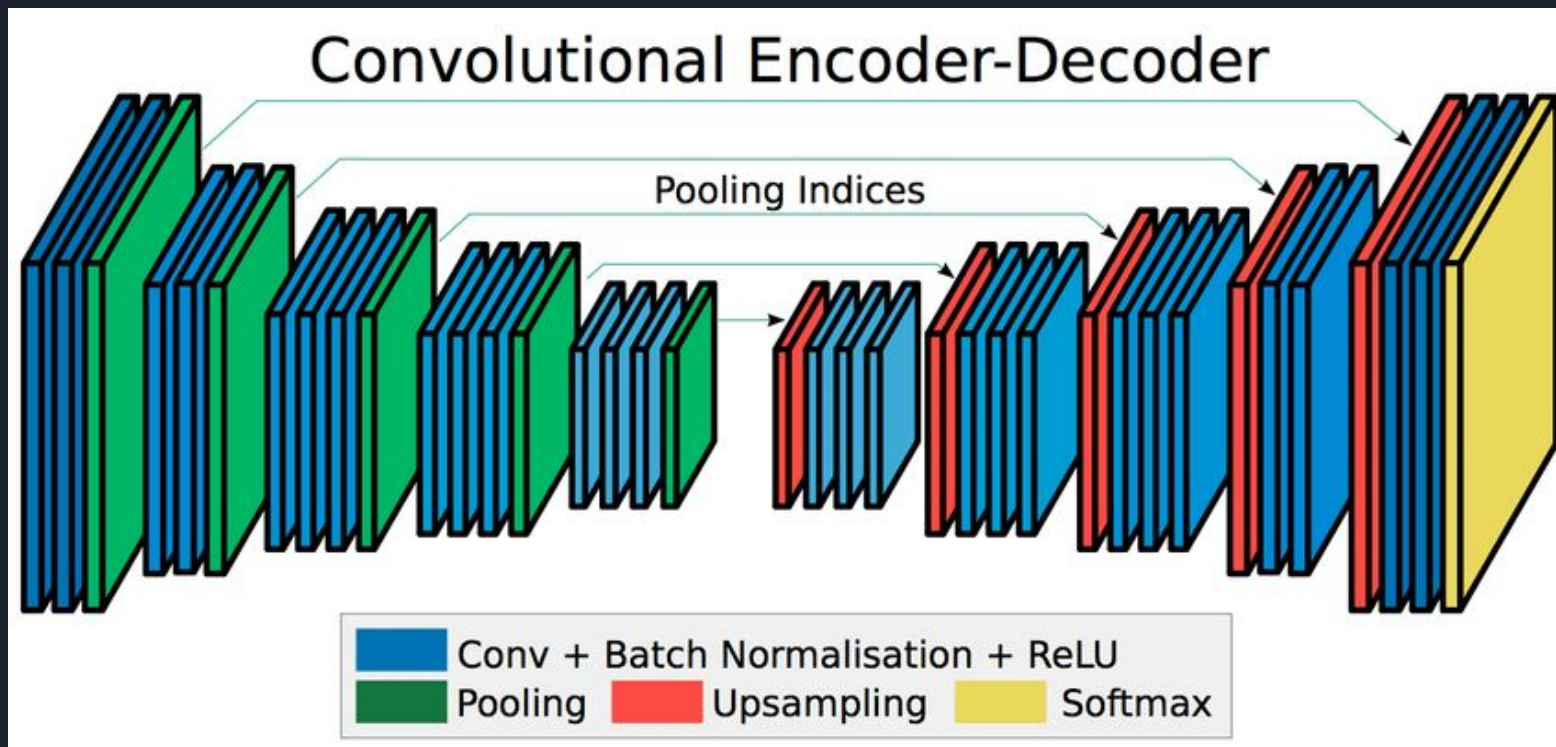 Convolutional Encoder-Decoder
Pooling Indices
Conv + Batch Normalisation + ReLU
Pooling Upsampling Softmax